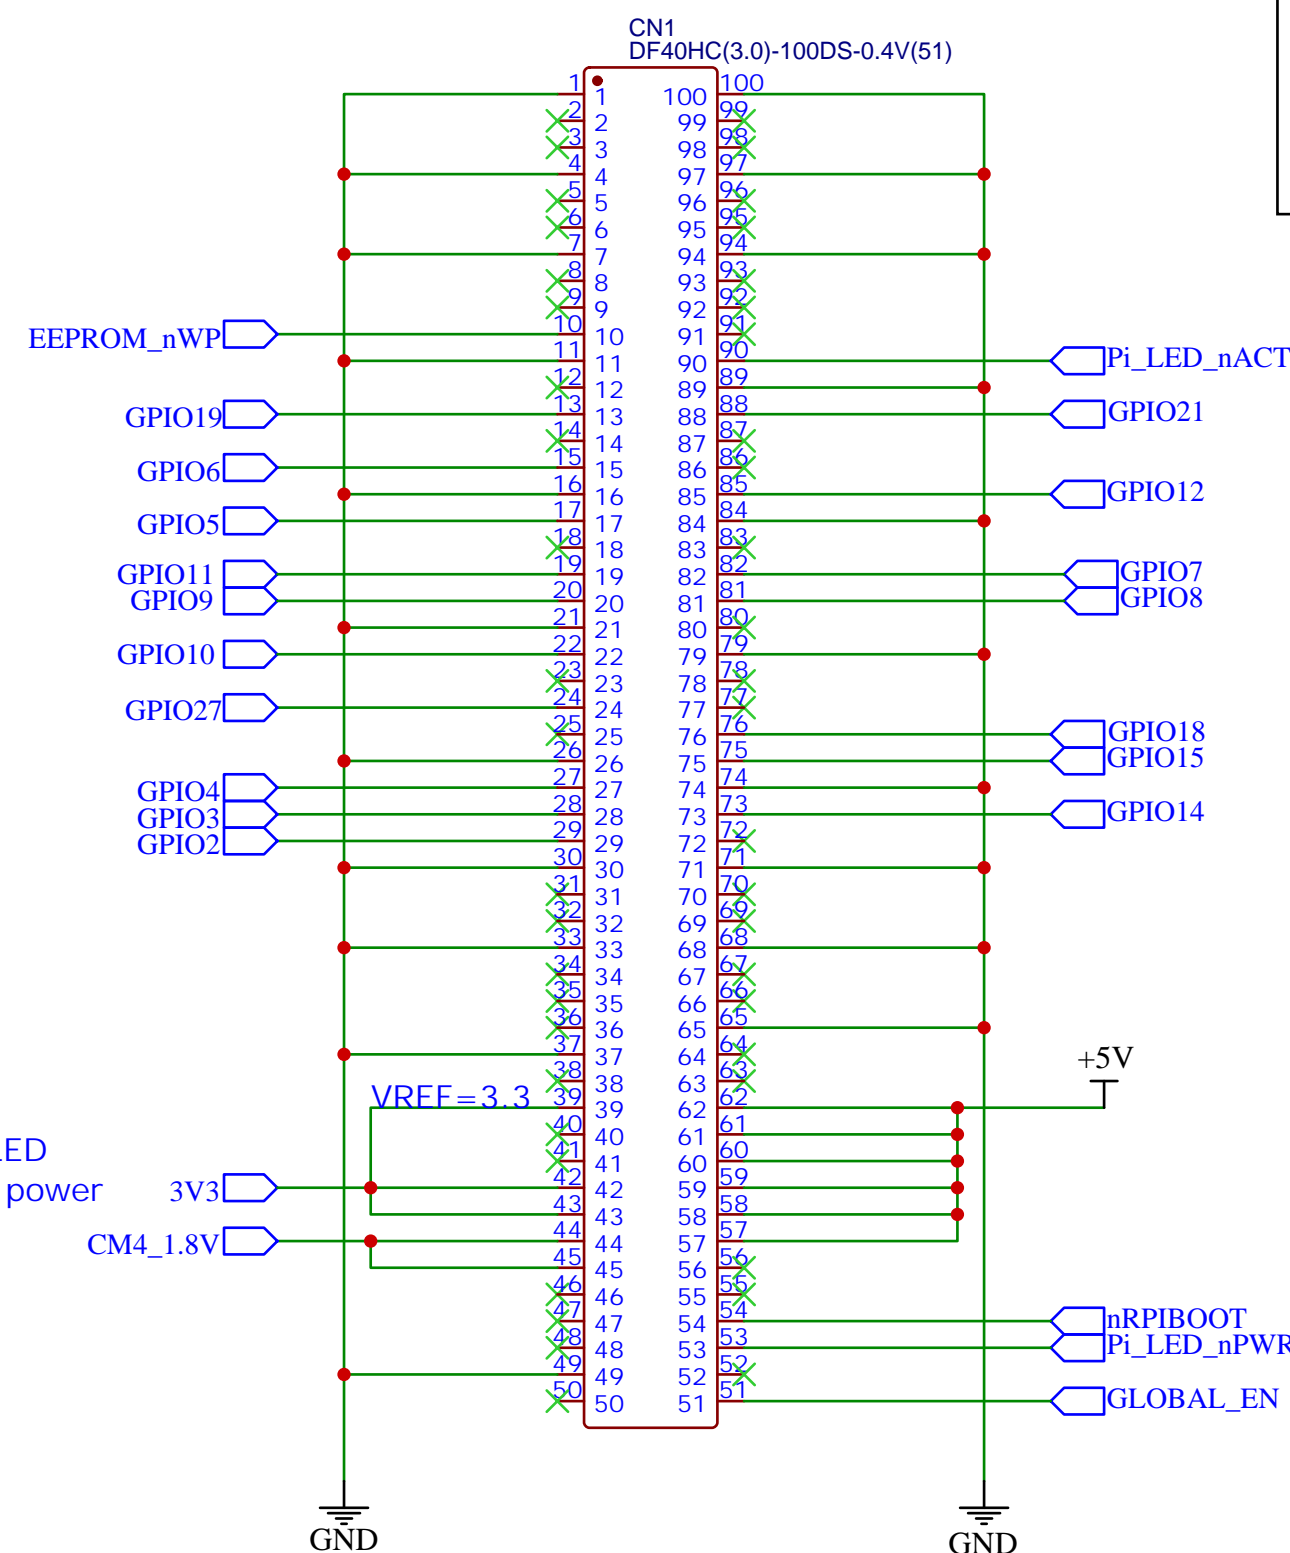 CN1
DF40HC(3.0)-100DS-0.4V(51)
1 1 100 100
2 2 99 99
3 3 98 98
4 4 97 97
5 5 96 96
6 6 95 95
7 7 94 94
8 8 93 93
9 9 92 92
EEPROM_nWP 10 10 91 91
11 11 90 90 Pi_LED_nACT
12 12 89 89
GPIO19 13 13 88 88 GPIO21
14 14 87 87
GPIO6 15 15 86 86
16 16 85 85 GPIO12
GPIO5 17 17 84 84
18 18 83 83
GPIO11 19 19 82 82 GPIO7
GPIO9 20 20 81 81 GPIO8
21 21 80 80
GPIO10 22 22 79 79
23 23 78 78
GPIO27 24 24 77 77
25 25 76 76 GPIO18
26 26 75 75 GPIO15
GPIO4 27 27 74 74
GPIO3 28 28 73 73 GPIO14
GPIO2 29 29 72 72
30 30 71 71
31 31 70 70
32 32 69 69
33 33 68 68
34 34 67 67
35 35 66 66
36 36 65 65
37 37 64 64
38 38 63 63
+5V
VREF=3.3 39 39 62 62
40 40 61 61
41 41 60 60
LED
power
3V3 42 42 59 59
43 43 58 58
CM4_1.8V 44 44 57 57
45 45 56 56
46 46 55 55
47 47 54 54 nRPIBOOT
48 48 53 53 Pi_LED_nPWR
49 49 52 52
50 50 51 51 GLOBAL_EN
GND GND